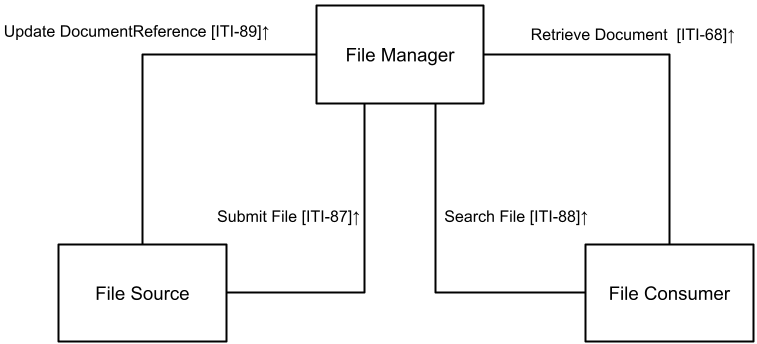 Update DocumentReference [ITI-89]↑
File Manager
Retrieve Document [ITI-68]↑
Submit File [ITI-87]↑
Search File [ITI-88]↑
File Source
File Consumer